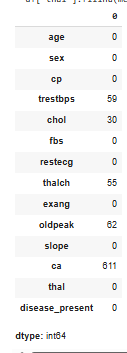 0
age 0
sex 0
cp 0
trestbps 59
chol 30
fbs 0
restecg 0
thalch 55
exang 0
oldpeak 62
slope 0
ca 611
thal 0
disease_present 0
dtype: int64